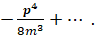 − p⁴/8m³ + ⋯ .